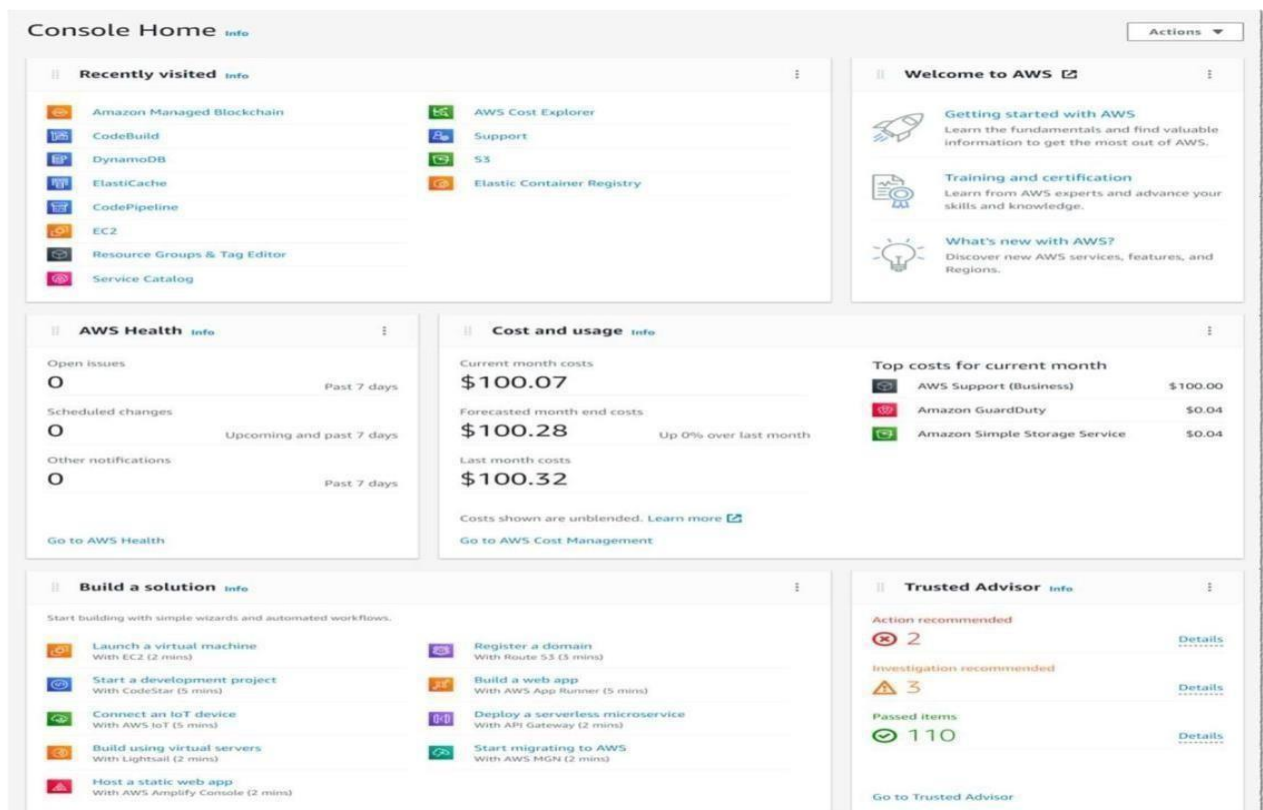 Console Home Info
Actions
Recently visited Info
Amazon Managed Blockchain
CodeBuild
DynamoDB
ElastiCache
CodePipeline
EC2
Resource Groups & Tag Editor
Service Catalog
AWS Cost Explorer
Support
S3
Elastic Container Registry
Welcome to AWS
Getting started with AWS
Learn the fundamentals and find valuable
information to get the most out of AWS.
Training and certification
Learn from AWS experts and advance your
skills and knowledge.
What's new with AWS?
Discover new AWS services, features, and
Regions.
AWS Health Info
Open issues
0 Past 7 days
Scheduled changes
0 Upcoming and past 7 days
Other notifications
0 Past 7 days
Go to AWS Health
Cost and usage Info
Current month costs
$100.07
Forecasted month end costs
$100.28 Up 0% over last month
Last month costs
$100.32
Costs shown are unblended. Learn more
Go to AWS Cost Management
Top costs for current month
AWS Support (Business) $100.00
Amazon GuardDuty $0.04
Amazon Simple Storage Service $0.04
Build a solution Info
Start building with simple wizards and automated workflows.
Launch a virtual machine
With EC2 (2 mins)
Start a development project
With CodeStar (5 mins)
Connect an IoT device
With AWS IoT (5 mins)
Build using virtual servers
With Lightsail (2 mins)
Host a static web app
With AWS Amplify Console (2 mins)
Register a domain
With Route 53 (3 mins)
Build a web app
With AWS App Runner (5 mins)
Deploy a serverless microservice
With API Gateway (2 mins)
Start migrating to AWS
With AWS MGN (2 mins)
Trusted Advisor Info
Action recommended
2 Details
Investigation recommended
3 Details
Passed items
110 Details
Go to Trusted Advisor